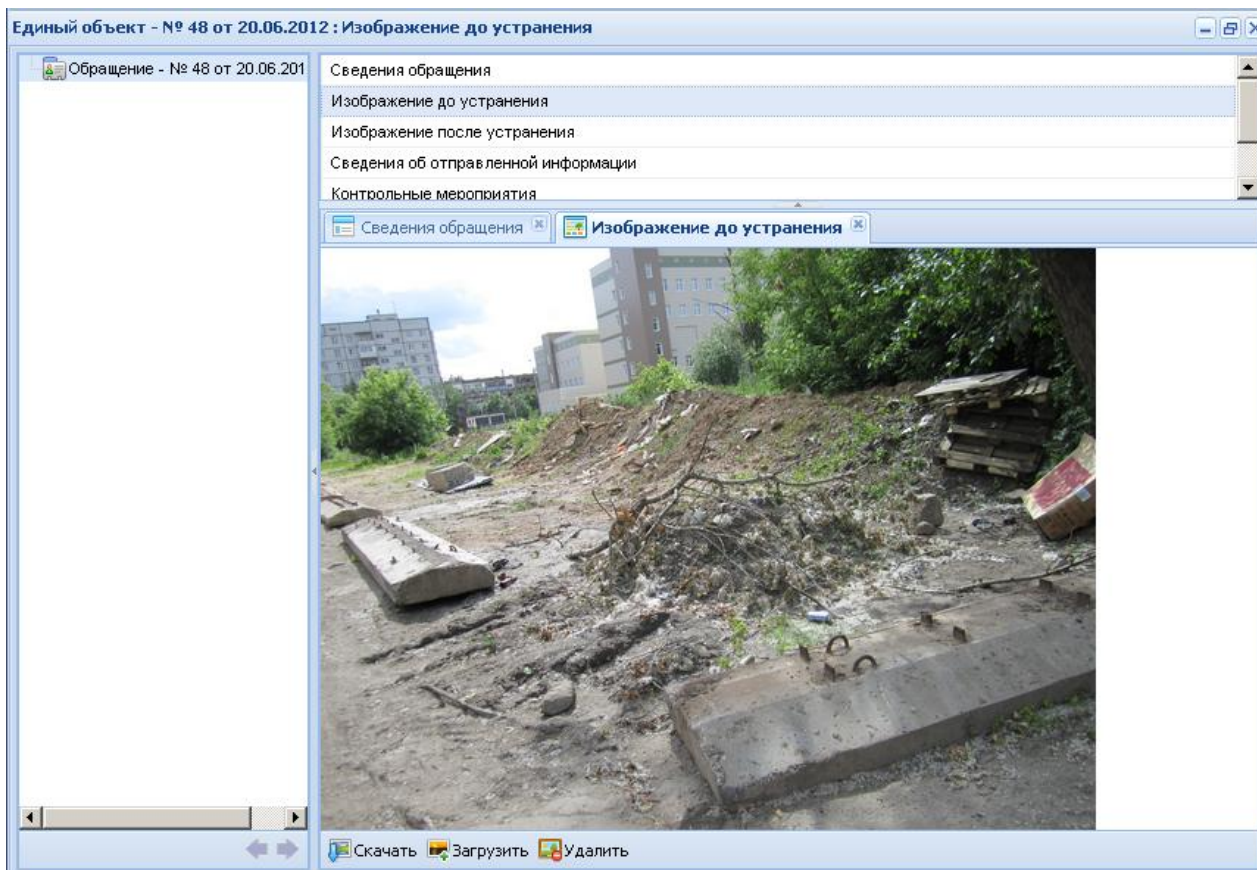 Единый объект - № 48 от 20.06.2012 : Изображение до устранения
Обращение - № 48 от 20.06.201
Сведения обращения
Изображение до устранения
Изображение после устранения
Сведения об отправленной информации
Контрольные мероприятия
Сведения обращения
Изображение до устранения
Скачать Загрузить Удалить